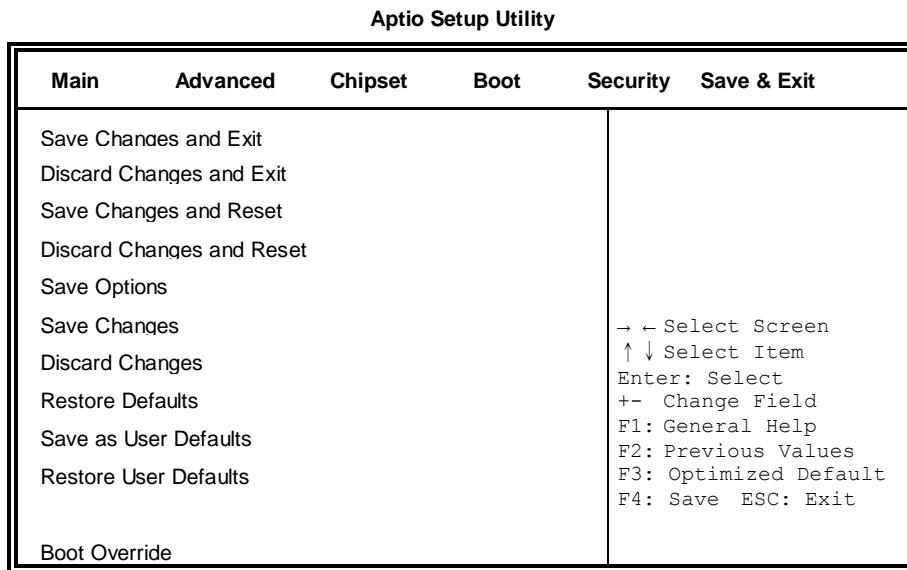 Aptio Setup Utility
Main Advanced Chipset Boot Security Save & Exit
Save Changes and Exit
Discard Changes and Exit
Save Changes and Reset
Discard Changes and Reset
Save Options
Save Changes
Discard Changes
Restore Defaults
Save as User Defaults
Restore User Defaults
Boot Override
→ ← Select Screen
↑ ↓ Select Item
Enter: Select
+- Change Field
F1: General Help
F2: Previous Values
F3: Optimized Default
F4: Save ESC: Exit